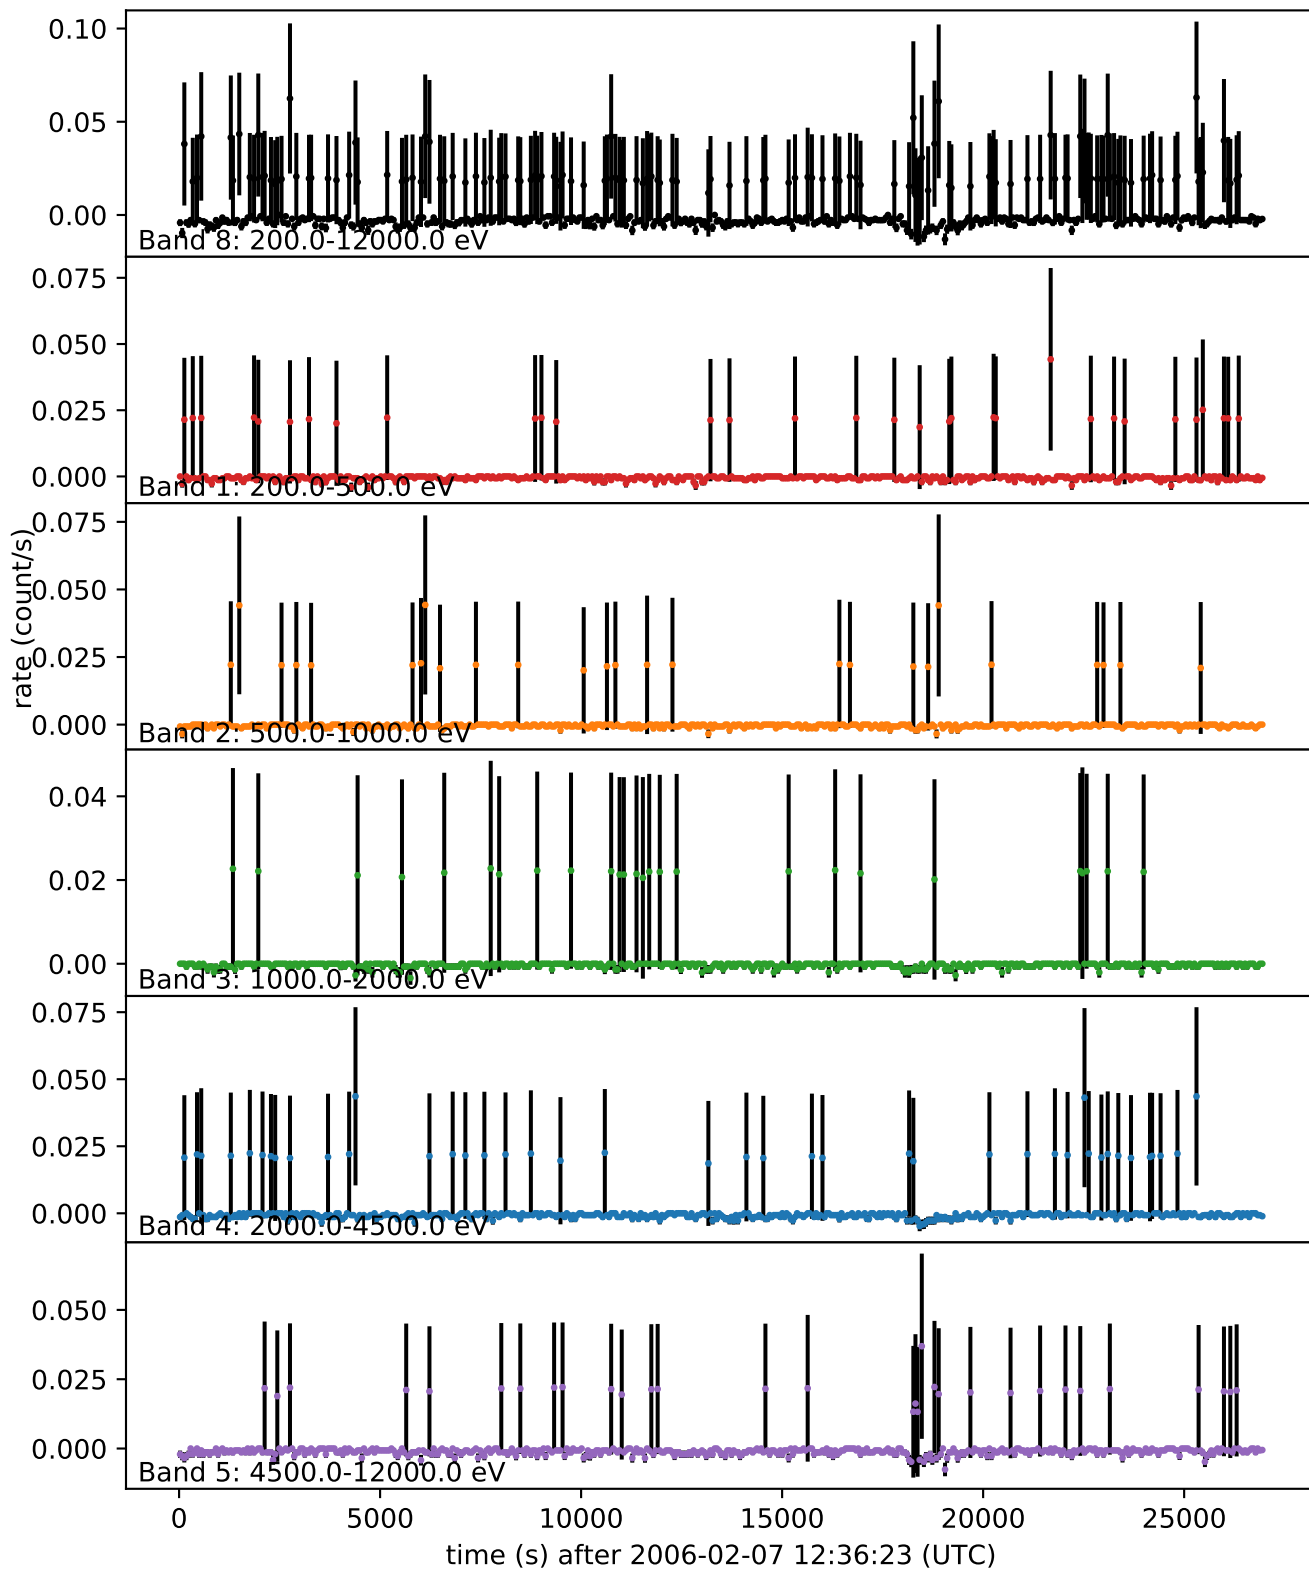 0.10
0.05
0.00
Band 8: 200.0-12000.0 eV
0.075
0.050
0.025
0.000
Band 1: 200.0-500.0 eV
rate (count/s)
0.075
0.050
0.025
0.000
Band 2: 500.0-1000.0 eV
0.04
0.02
0.00
Band 3: 1000.0-2000.0 eV
0.075
0.050
0.025
0.000
Band 4: 2000.0-4500.0 eV
0.050
0.025
0.000
Band 5: 4500.0-12000.0 eV
0 5000 10000 15000 20000 25000
time (s) after 2006-02-07 12:36:23 (UTC)